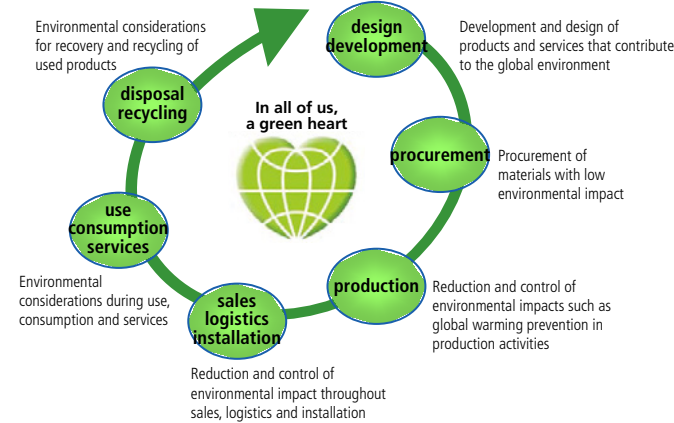 design
development
Development and design of
products and services that contribute
to the global environment
procurement
Procurement of
materials with low
environmental impact
production
Reduction and control of
environmental impacts such as
global warming prevention in
production activities
sales
logistics
installation
Reduction and control of
environmental impact throughout
sales, logistics and installation
use
consumption
services
Environmental
considerations during use,
consumption and services
disposal
recycling
Environmental considerations
for recovery and recycling of
used products
In all of us,
a green heart